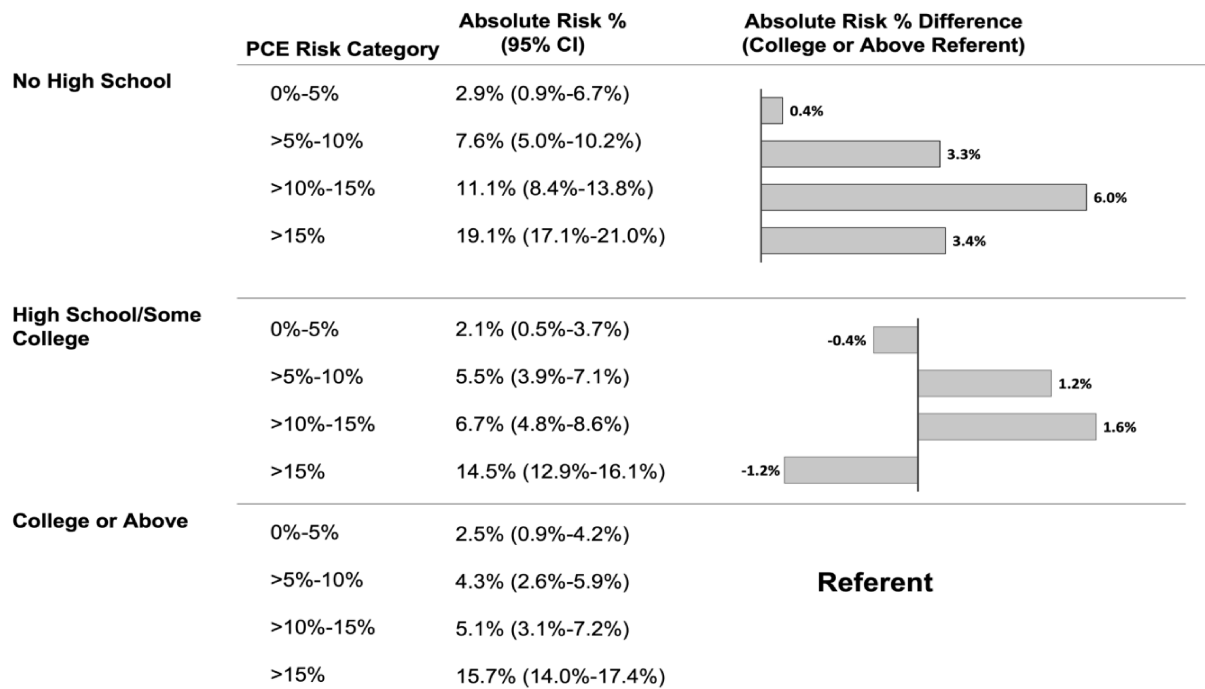 PCE Risk Category
Absolute Risk %
(95% CI)
Absolute Risk % Difference
(College or Above Referent)
No High School
0%-5% 2.9% (0.9%-6.7%) 0.4%
>5%-10% 7.6% (5.0%-10.2%) 3.3%
>10%-15% 11.1% (8.4%-13.8%) 6.0%
>15% 19.1% (17.1%-21.0%) 3.4%
High School/Some
College
0%-5% 2.1% (0.5%-3.7%) -0.4%
>5%-10% 5.5% (3.9%-7.1%) 1.2%
>10%-15% 6.7% (4.8%-8.6%) 1.6%
>15% 14.5% (12.9%-16.1%) -1.2%
College or Above
0%-5% 2.5% (0.9%-4.2%)
>5%-10% 4.3% (2.6%-5.9%)
>10%-15% 5.1% (3.1%-7.2%)
>15% 15.7% (14.0%-17.4%)
Referent